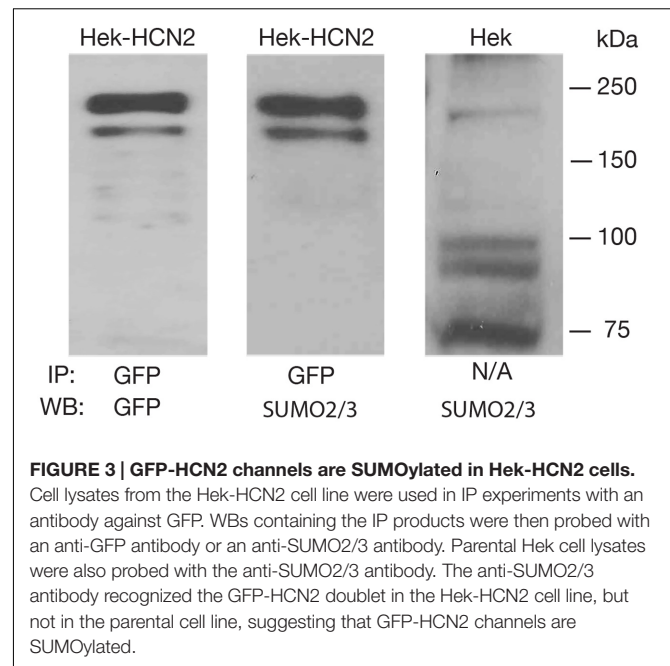 Hek-HCN2 Hek-HCN2 Hek kDa
— 250
— 150
— 100
— 75
IP: GFP GFP N/A
WB: GFP SUMO2/3 SUMO2/3
FIGURE 3 | GFP-HCN2 channels are SUMOylated in Hek-HCN2 cells.
Cell lysates from the Hek-HCN2 cell line were used in IP experiments with an
antibody against GFP. WBs containing the IP products were then probed with
an anti-GFP antibody or an anti-SUMO2/3 antibody. Parental Hek cell lysates
were also probed with the anti-SUMO2/3 antibody. The anti-SUMO2/3
antibody recognized the GFP-HCN2 doublet in the Hek-HCN2 cell line, but
not in the parental cell line, suggesting that GFP-HCN2 channels are
SUMOylated.